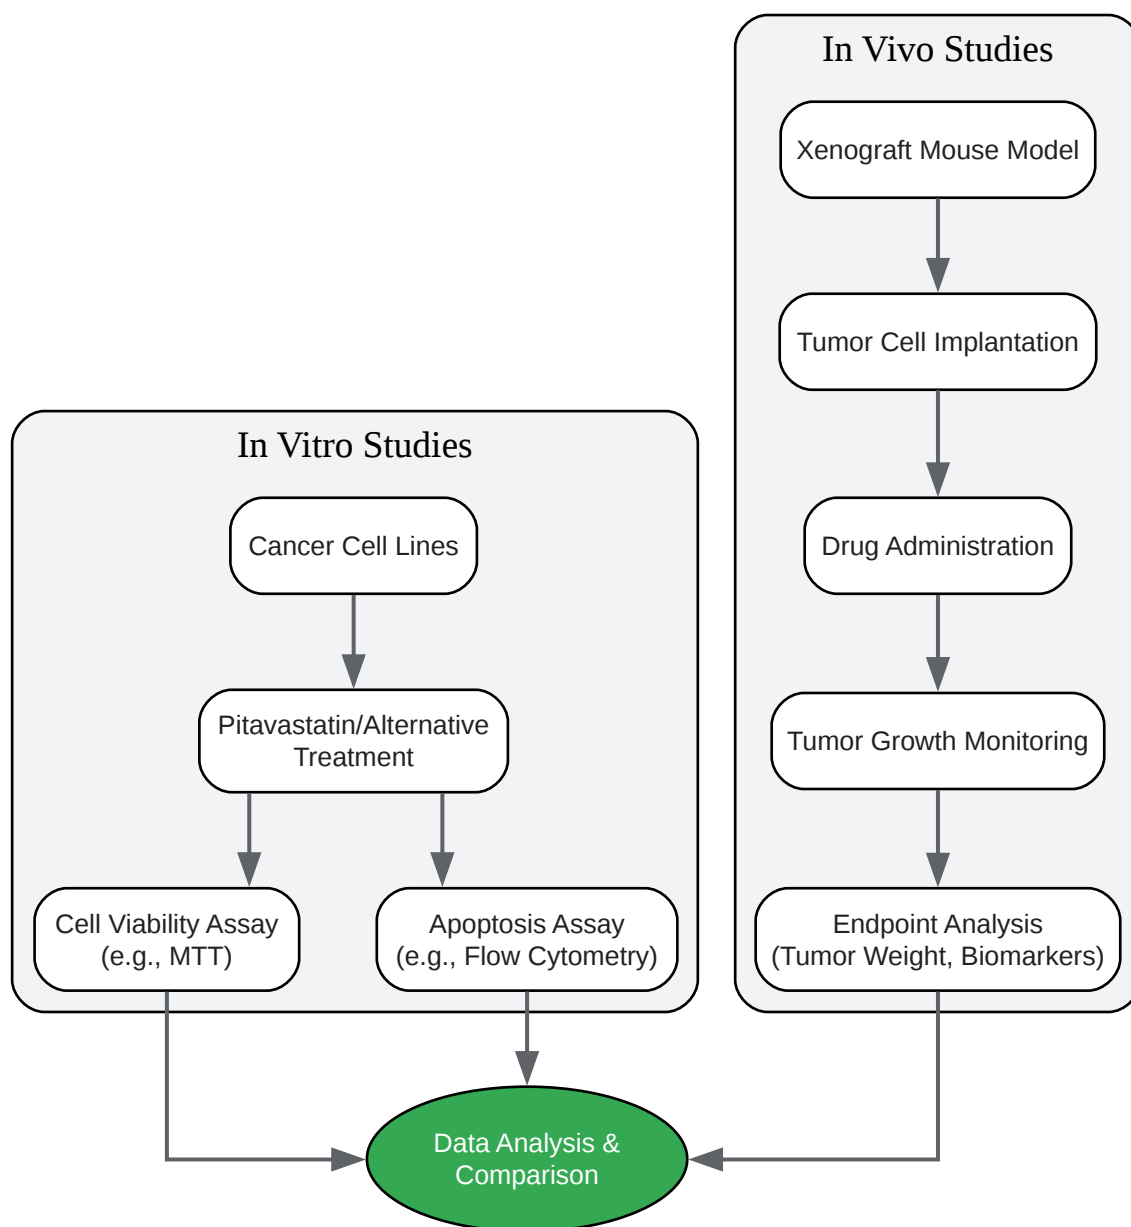 In Vivo Studies
Xenograft Mouse Model
Tumor Cell Implantation
Drug Administration
Tumor Growth Monitoring
Endpoint Analysis
(Tumor Weight, Biomarkers)
In Vitro Studies
Cancer Cell Lines
Pitavastatin/Alternative
Treatment
Cell Viability Assay
(e.g., MTT)
Apoptosis Assay
(e.g., Flow Cytometry)
Data Analysis &
Comparison